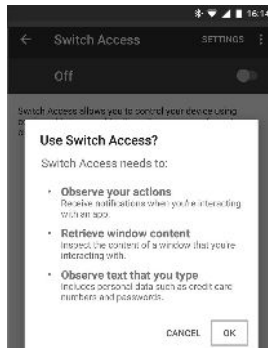 16:14
Switch Access SETTINGS
Off
Switch Access allows you to control your device using
Use Switch Access?
Switch Access needs to:
• Observe your actions
Receive notifications when you're interacting
with an app.
• Retrieve window content
Inspect the content of a window that you're
interacting with.
• Observe text that you type
Includes personal data such as credit card
numbers and passwords.
CANCEL OK